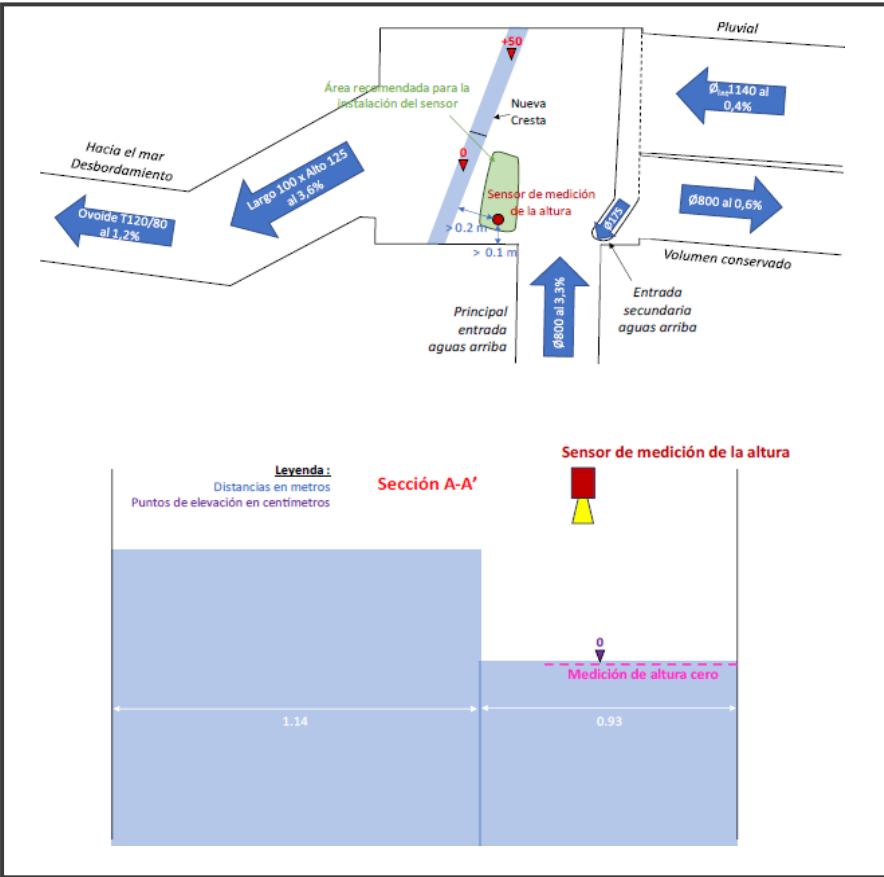 Pluvial
+50
Área recomendada para la
instalación del sensor
Ø_int 1140 al
0,4%
Nueva
Cresta
Hacia el mar
Desbordamiento
0
Largo 100 x Alto 125
al 3,6%
Sensor de medición
de la altura
Ø800 al 0,6%
Ovoide T120/80
al 1,2%
Ø175
> 0.2 m
> 0.1 m
Volumen conservado
Principal
entrada
aguas arriba
Ø800 al 3,3%
Entrada
secundaria
aguas arriba
Sensor de medición de la altura
Leyenda :
Distancias en metros
Puntos de elevación en centímetros
Sección A-A’
0
Medición de altura cero
1.14
0.93